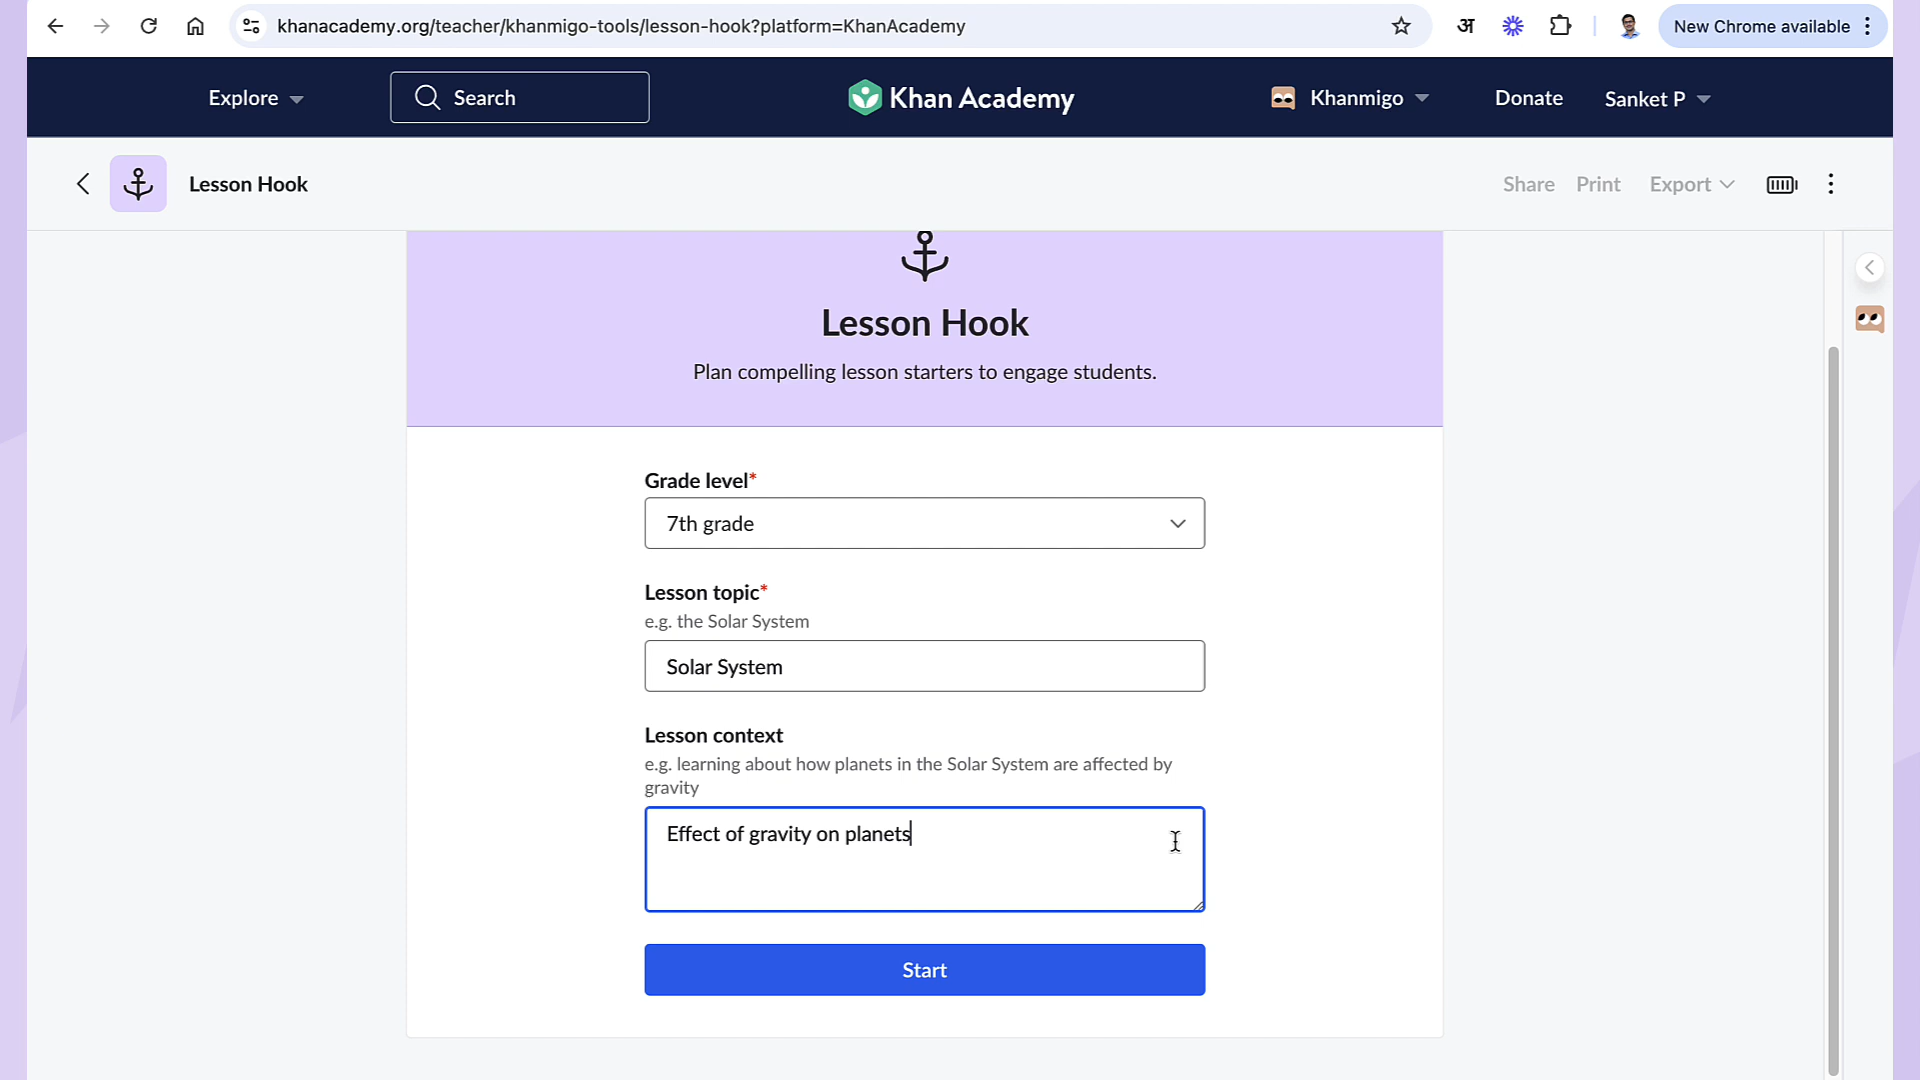 khanacademy.org/teacher/khanmigo-tools/lesson-hook?platform=KhanAcademy
अ
New Chrome available
Explore
Search
Khan Academy
Khanmigo
Donate
Sanket P
Lesson Hook
Share
Print
Export
Lesson Hook
Plan compelling lesson starters to engage students.
Grade level*
7th grade
Lesson topic*
e.g. the Solar System
Solar System
Lesson context
e.g. learning about how planets in the Solar System are affected by
gravity
Effect of gravity on planets
Start